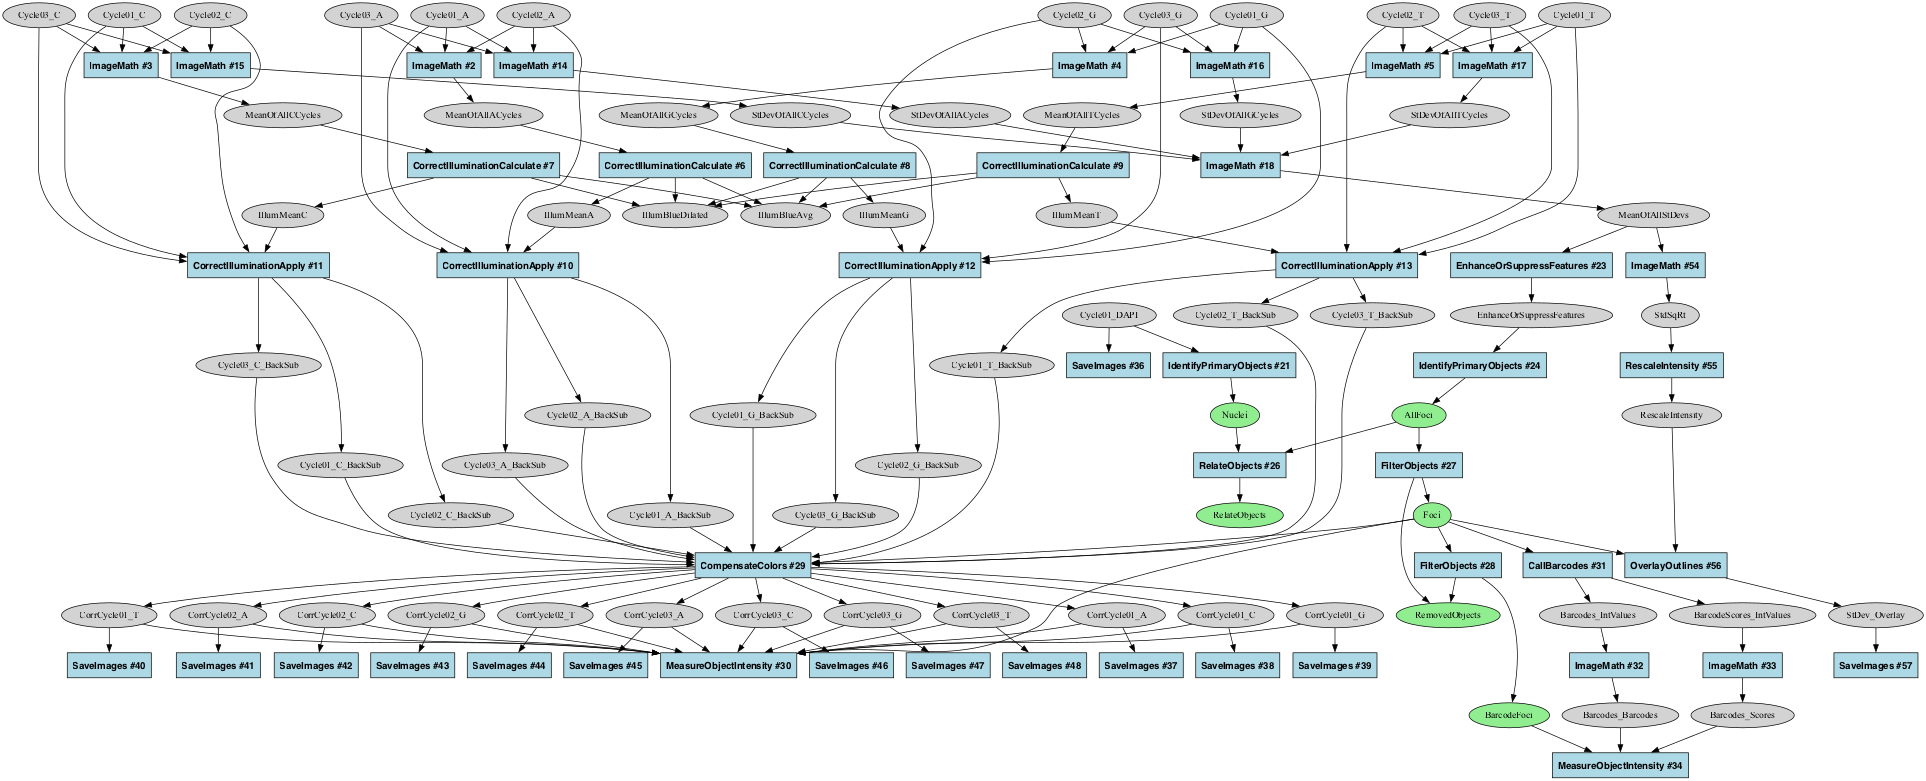 Cycle03_C
Cycle01_C
Cycle02_C
Cycle03_A
Cycle01_A
Cycle02_A
Cycle02_G
Cycle03_G
Cycle01_G
Cycle02_T
Cycle03_T
Cycle01_T
ImageMath #3
ImageMath #15
ImageMath #2
ImageMath #14
ImageMath #4
ImageMath #16
ImageMath #5
ImageMath #17
MeanOfAllCCycles
MeanOfAllACycles
MeanOfAllGCycles
StDevOfAllCCycles
StDevOfAllACycles
MeanOfAllTCycles
StDevOfAllGCycles
StDevOfAllTCycles
CorrectIlluminationCalculate #7
CorrectIlluminationCalculate #6
CorrectIlluminationCalculate #8
CorrectIlluminationCalculate #9
ImageMath #18
IllumMeanC
IllumMeanA
IllumBlueDilated
IllumBlueAvg
IllumMeanG
IllumMeanT
MeanOfAllStDevs
CorrectIlluminationApply #11
CorrectIlluminationApply #10
CorrectIlluminationApply #12
CorrectIlluminationApply #13
EnhanceOrSuppressFeatures #23
ImageMath #54
Cycle01_DAPI
Cycle02_T_BackSub
Cycle03_T_BackSub
EnhanceOrSuppressFeatures
StdSqRt
Cycle03_C_BackSub
Cycle01_T_BackSub
SaveImages #36
IdentifyPrimaryObjects #21
IdentifyPrimaryObjects #24
RescaleIntensity #55
Cycle02_A_BackSub
Cycle01_G_BackSub
Nuclei
AllFoci
RescaleIntensity
Cycle01_C_BackSub
Cycle03_A_BackSub
Cycle02_G_BackSub
RelateObjects #26
FilterObjects #27
Cycle02_C_BackSub
Cycle01_A_BackSub
Cycle03_G_BackSub
RelateObjects
Foci
CompensateColors #29
FilterObjects #28
CallBarcodes #31
OverlayOutlines #56
CorrCycle01_T
CorrCycle02_A
CorrCycle02_C
CorrCycle02_G
CorrCycle02_T
CorrCycle03_A
CorrCycle03_C
CorrCycle03_G
CorrCycle03_T
CorrCycle01_A
CorrCycle01_C
CorrCycle01_G
RemovedObjects
Barcodes_IntValues
BarcodeScores_IntValues
StDev_Overlay
SaveImages #40
SaveImages #41
SaveImages #42
SaveImages #43
SaveImages #44
SaveImages #45
MeasureObjectIntensity #30
SaveImages #46
SaveImages #47
SaveImages #48
SaveImages #37
SaveImages #38
SaveImages #39
ImageMath #32
ImageMath #33
SaveImages #57
BarcodeFoci
Barcodes_Barcodes
Barcodes_Scores
MeasureObjectIntensity #34